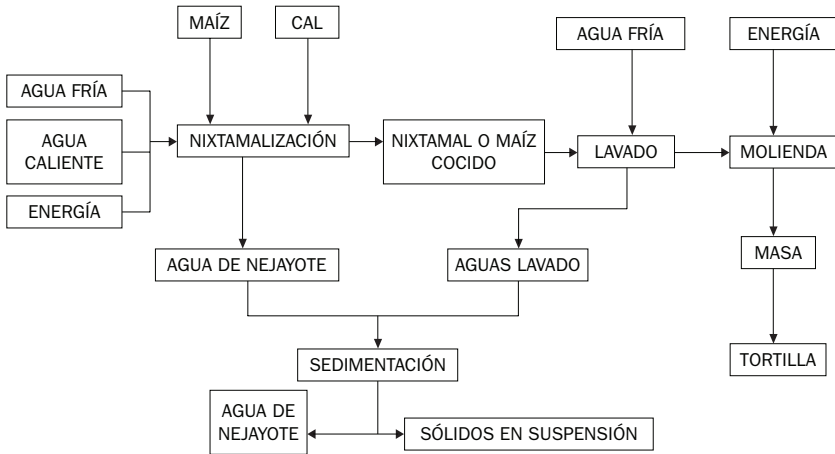 MAÍZ
CAL
AGUA FRÍA
ENERGÍA
AGUA FRÍA
AGUA
CALIENTE
ENERGÍA
NIXTAMALIZACIÓN
NIXTAMAL O MAÍZ
COCIDO
LAVADO
MOLIENDA
AGUA DE NEJAYOTE
AGUAS LAVADO
MASA
SEDIMENTACIÓN
TORTILLA
AGUA DE
NEJAYOTE
SÓLIDOS EN SUSPENSIÓN